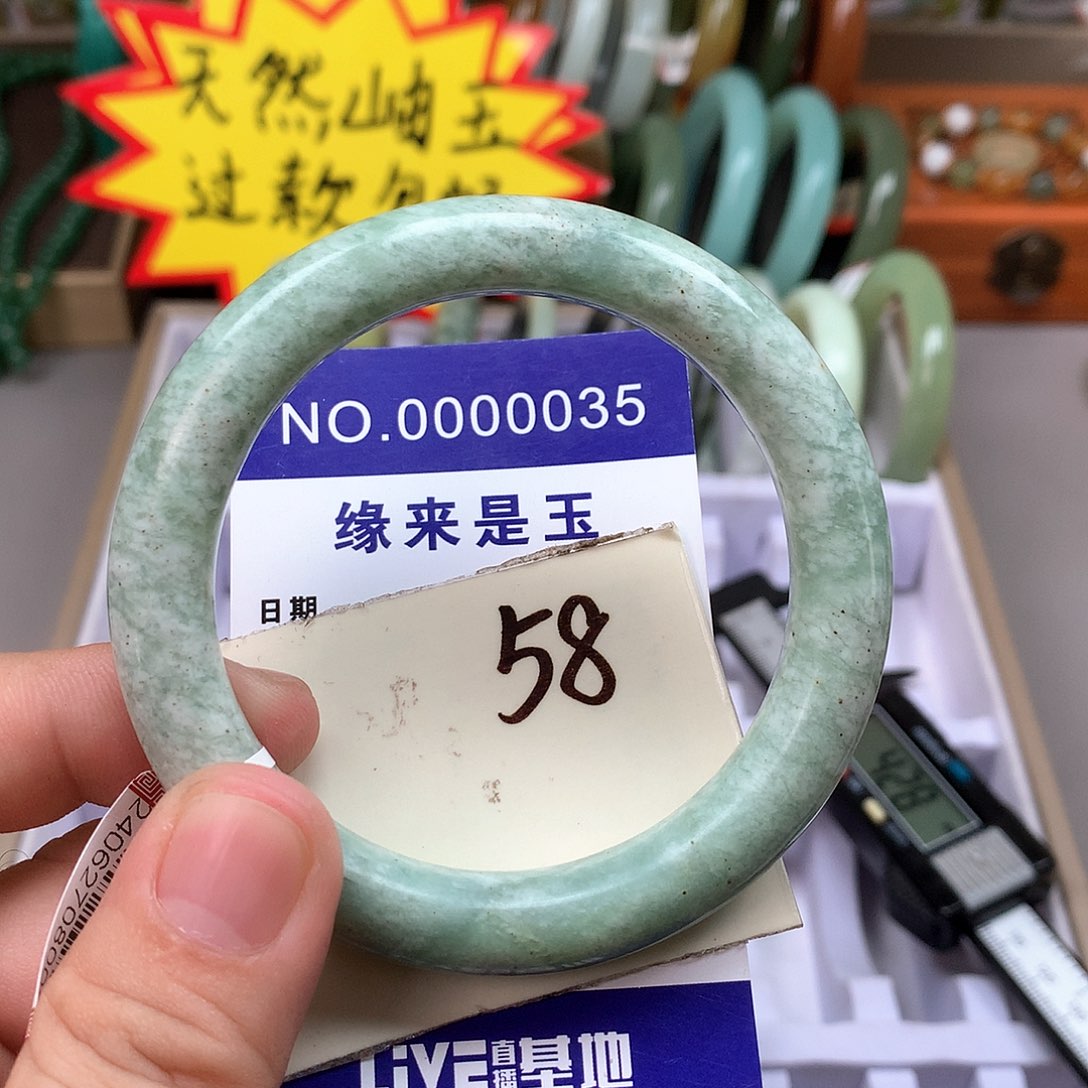 天然岫玉
过款包
NO.0000035
缘来是玉
日期
58
240627080
LiVE直播基地